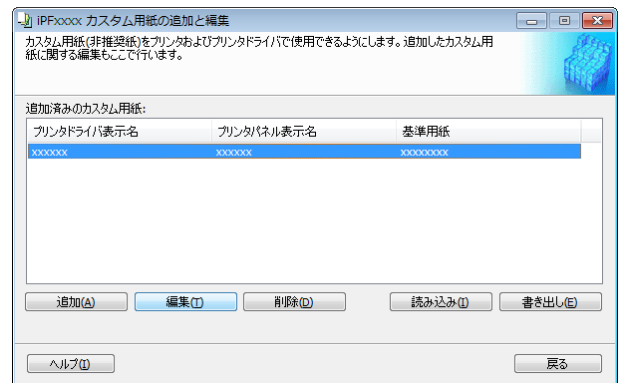 iPFxxxx カスタム用紙の追加と編集
カスタム用紙(非推奨紙)をプリンタおよびプリンタドライバで使用できるようにします。追加したカスタム用
紙に関する編集もここで行います。
追加済みのカスタム用紙:
プリンタドライバ表示名 プリンタパネル表示名 基準用紙
xxxxxx xxxxxx xxxxxxxx
追加(A) 編集(T) 削除(D) 読み込み(I) 書き出し(E)
ヘルプ(I) 戻る